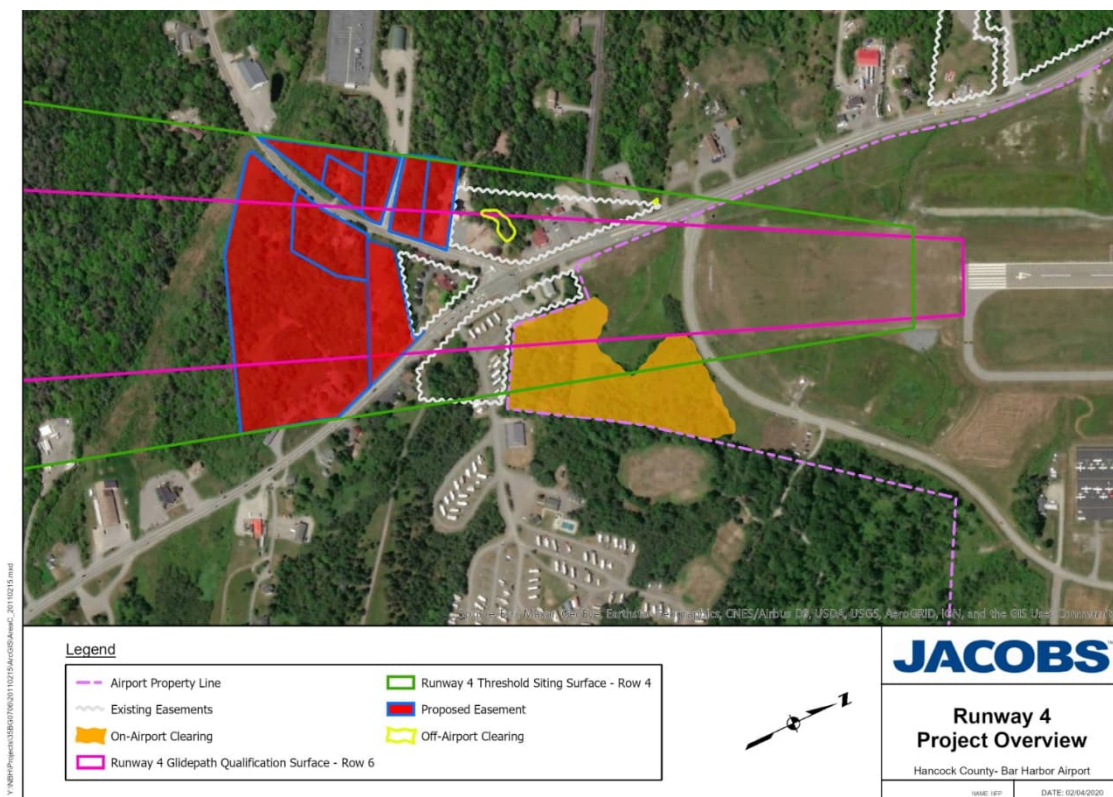 4
Legend
Airport Property Line
Existing Easements
On-Airport Clearing
Runway 4 Glidepath Qualification Surface - Row 6
Runway 4 Threshold Siting Surface - Row 4
Proposed Easement
Off-Airport Clearing
Z
JACOBS™
Runway 4
Project Overview
Hancock County- Bar Harbor Airport
DATE: 02/04/2020